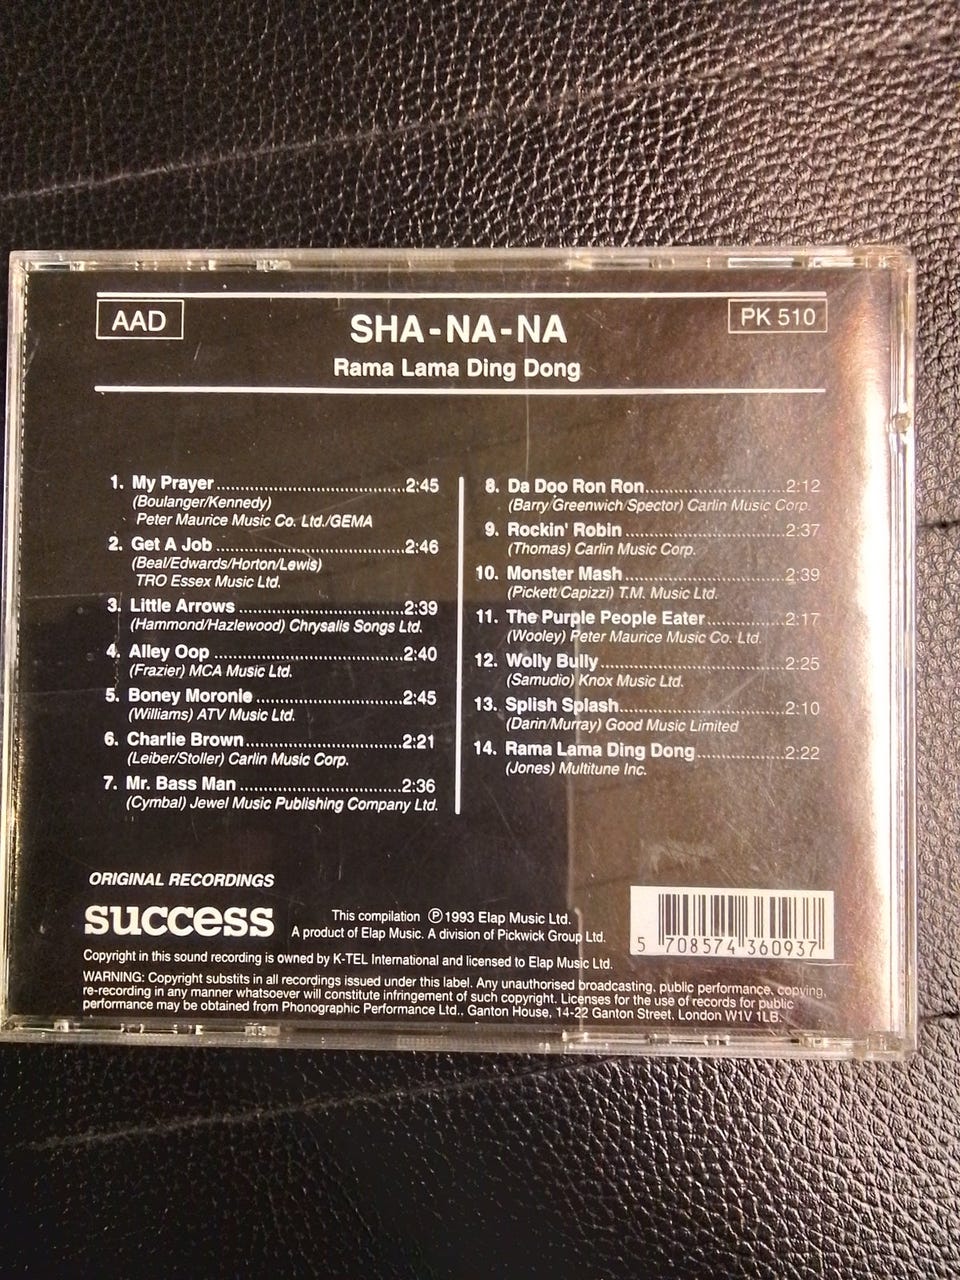 AAD
SHA-NA-NA
PK 510
Rama Lama Ding Dong
1. My Prayer 2:45
(Boulanger/Kennedy)
Peter Maurice Music Co. Ltd./GEMA
2. Get A Job 2:46
(Beal/Edwards/Horton/Lewis)
TRO Essex Music Ltd.
3. Little Arrows 2:39
(Hammond/Hazlewood) Chrysalis Songs Ltd.
4. Alley Oop 2:40
(Frazier) MCA Music Ltd.
5. Boney Moronie 2:45
(Williams) ATV Music Ltd.
6. Charlie Brown 2:21
(Leiber/Stoller) Carlin Music Corp.
7. Mr. Bass Man 2:36
(Cymbal) Jewel Music Publishing Company Ltd.
8. Da Doo Ron Ron 2:12
(Barry/Greenwich/Spector) Carlin Music Corp.
9. Rockin' Robin 2:37
(Thomas) Carlin Music Corp.
10. Monster Mash 2:39
(Pickett/Capizzi) T.M. Music Ltd.
11. The Purple People Eater 2:17
(Wooley) Peter Maurice Music Co. Ltd.
12. Wolly Bully 2:25
(Samudio) Knox Music Ltd.
13. Splish Splash 2:10
(Darin/Murray) Good Music Limited
14. Rama Lama Ding Dong 2:22
(Jones) Multitune Inc.
ORIGINAL RECORDINGS
success
This compilation ℗ 1993 Elap Music Ltd.
A product of Elap Music. A division of Pickwick Group Ltd.
5 708574 360937
Copyright in this sound recording is owned by K-TEL International and licensed to Elap Music Ltd.
WARNING: Copyright substits in all recordings issued under this label. Any unauthorised broadcasting, public performance, copying,
re-recording in any manner whatsoever will constitute infringement of such copyright. Licenses for the use of records for public
performance may be obtained from Phonographic Performance Ltd., Ganton House, 14-22 Ganton Street, London W1V 1LB.